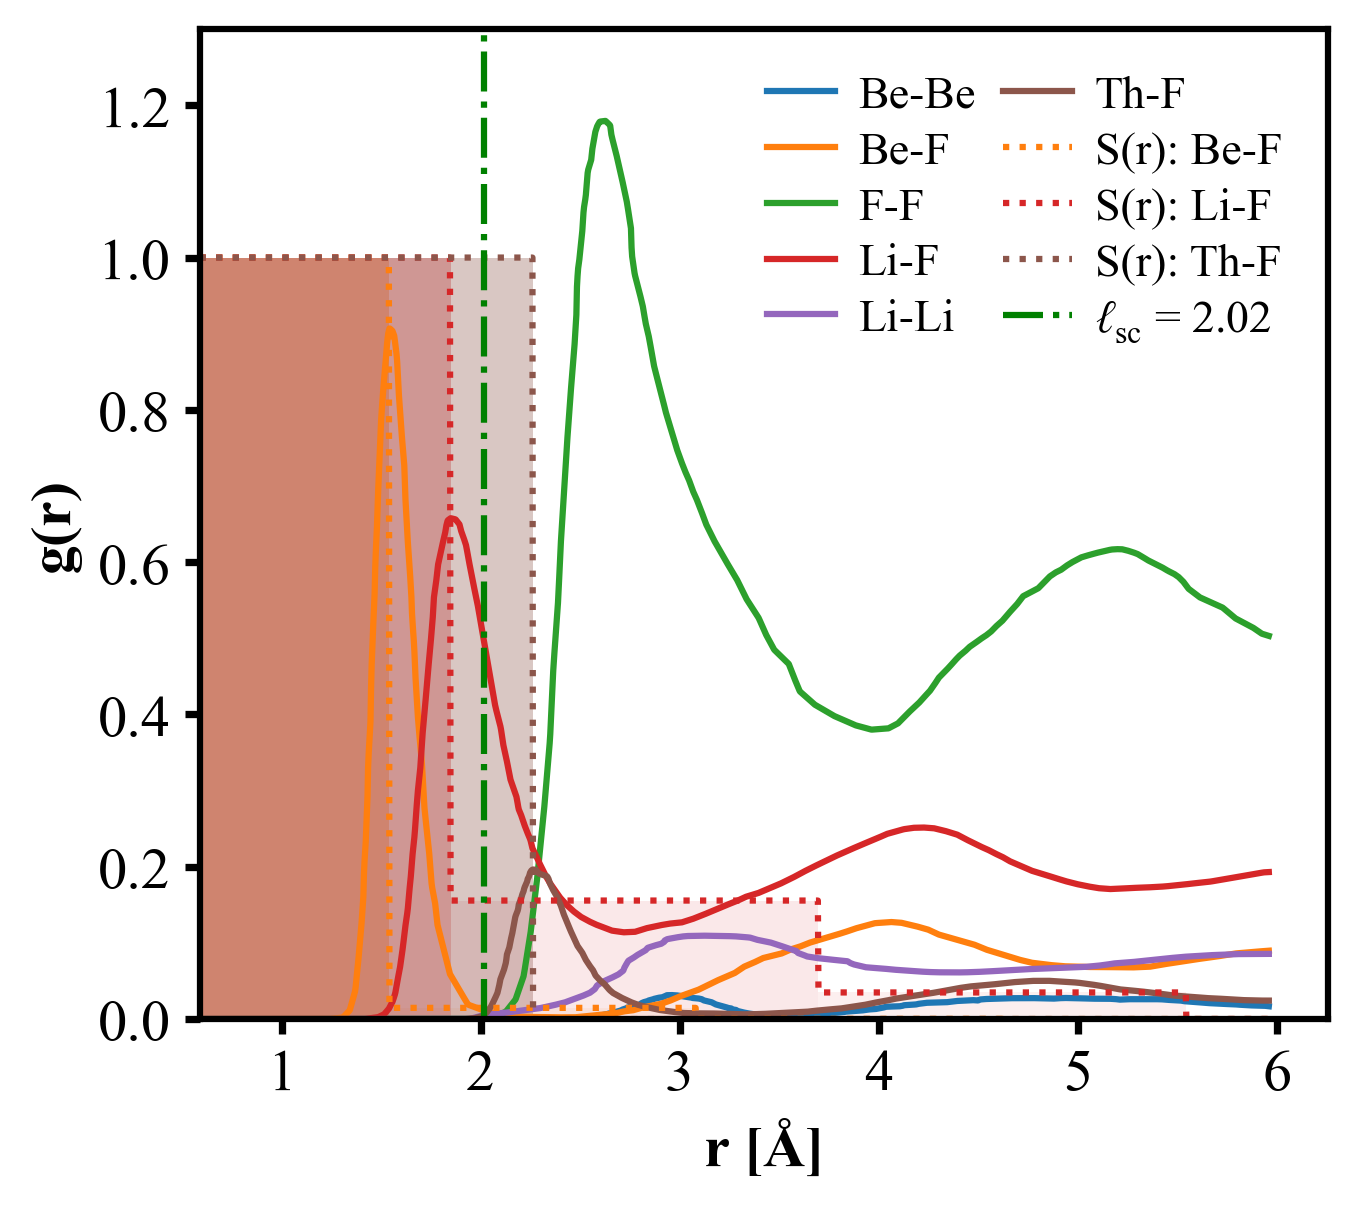 Be-Be
Be-F
F-F
Li-F
Li-Li
Th-F
S(r): Be-F
S(r): Li-F
S(r): Th-F
ℓsc = 2.02
1.2
1.0
0.8
0.6
0.4
0.2
0.0
g(r)
1 2 3 4 5 6
r [Å]